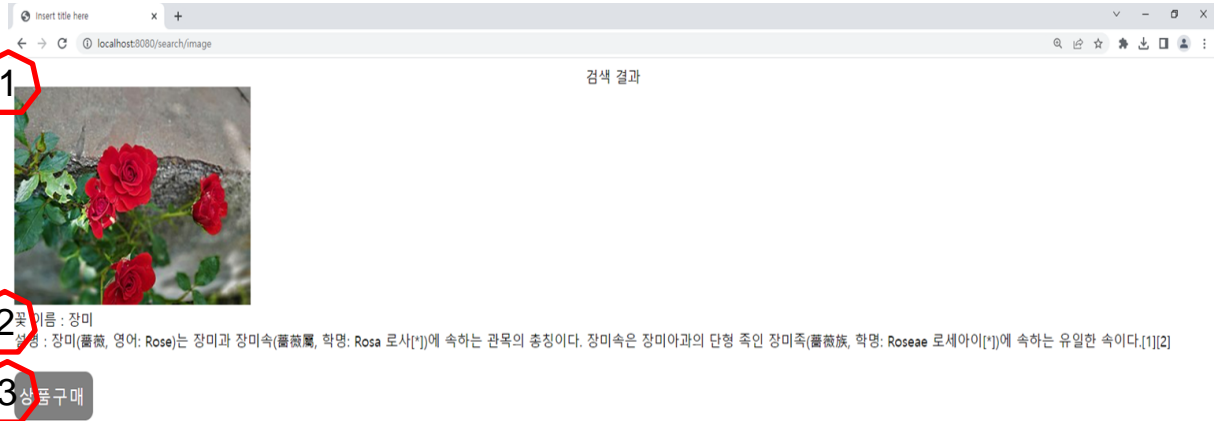 Insert title here
localhost:8080/search/image
검색 결과
1
2
꽃 이름 : 장미
설명 : 장미(薔薇, 영어: Rose)는 장미과 장미속(薔薇屬, 학명: Rosa 로사[*])에 속하는 관목의 총칭이다. 장미속은 장미아과의 단형 족인 장미족(薔薇族, 학명: Roseae 로세아이[*])에 속하는 유일한 속이다.[1][2]
3
상품구매